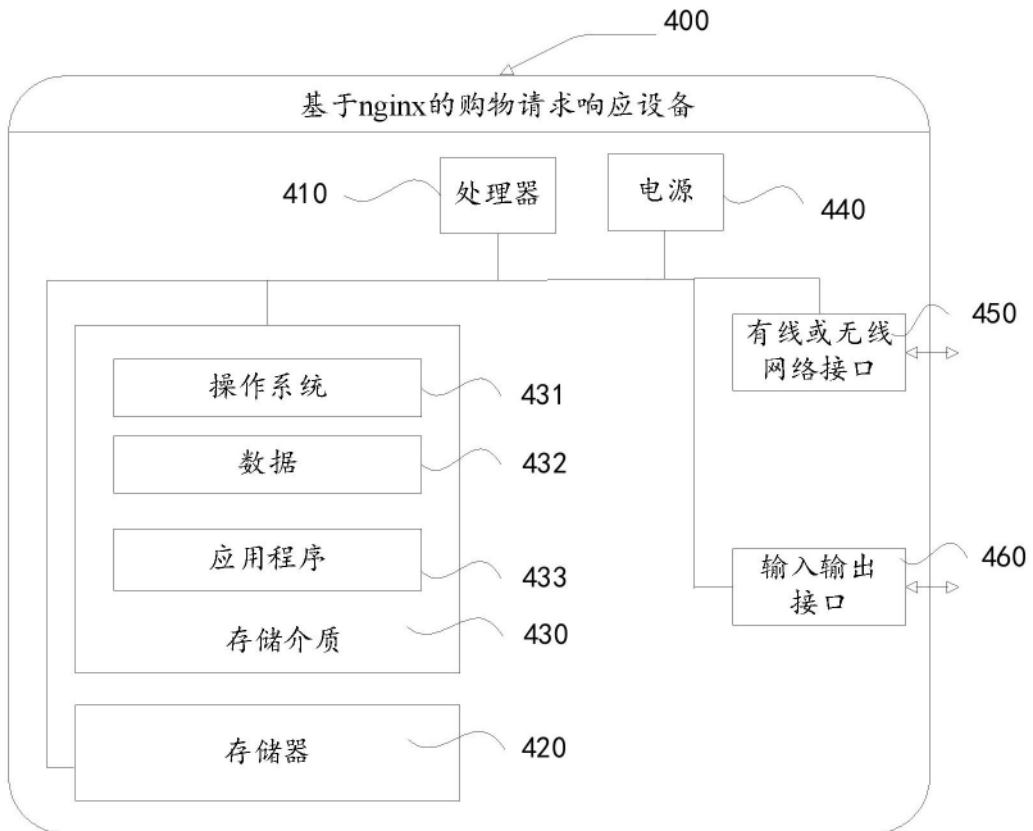 400
基于nginx的购物请求响应设备
410
处理器
电源
440
有线或无线
网络接口
450
操作系统
431
数据
432
应用程序
433
存储介质
430
输入输出
接口
460
存储器
420